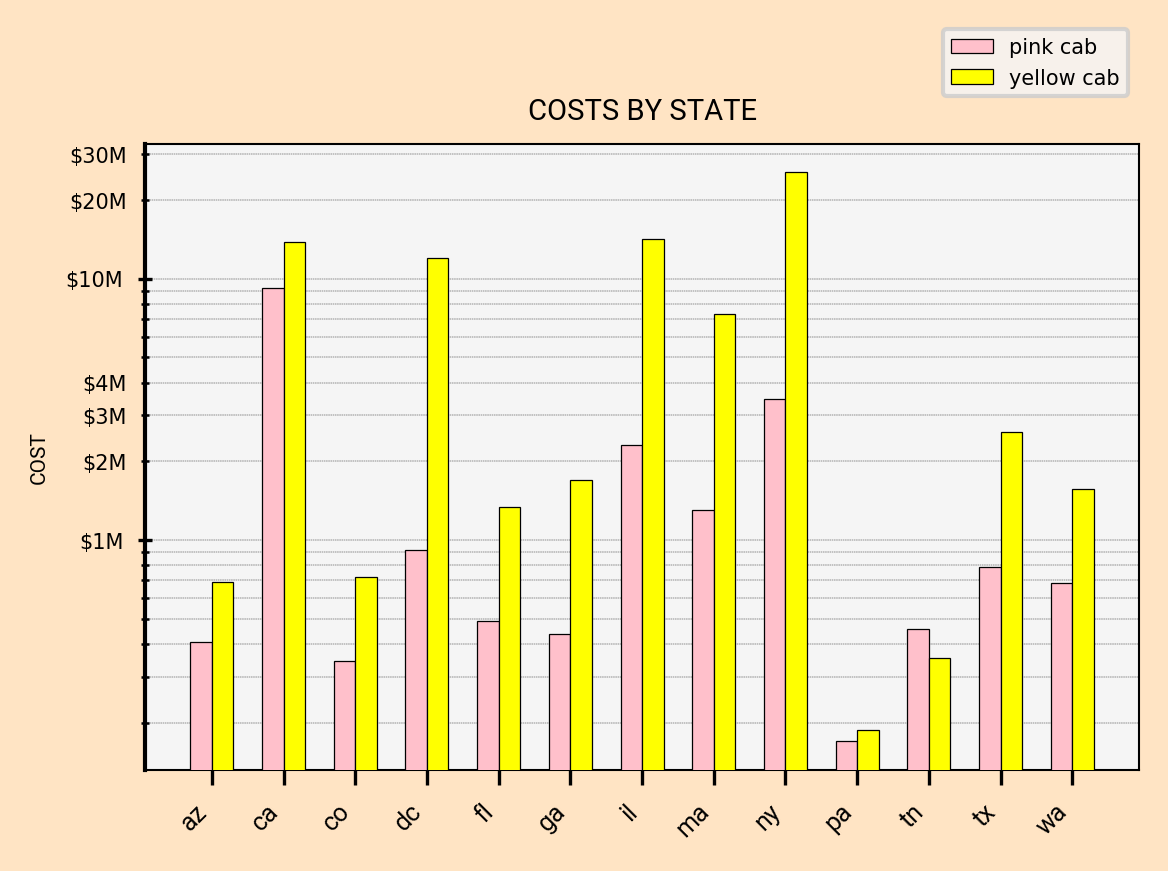 pink cab
yellow cab
COSTS BY STATE
$30M
$20M
$10M
$4M
$3M
$2M
$1M
COST
az
ca
co
dc
fl
ga
il
ma
ny
pa
tn
tx
wa